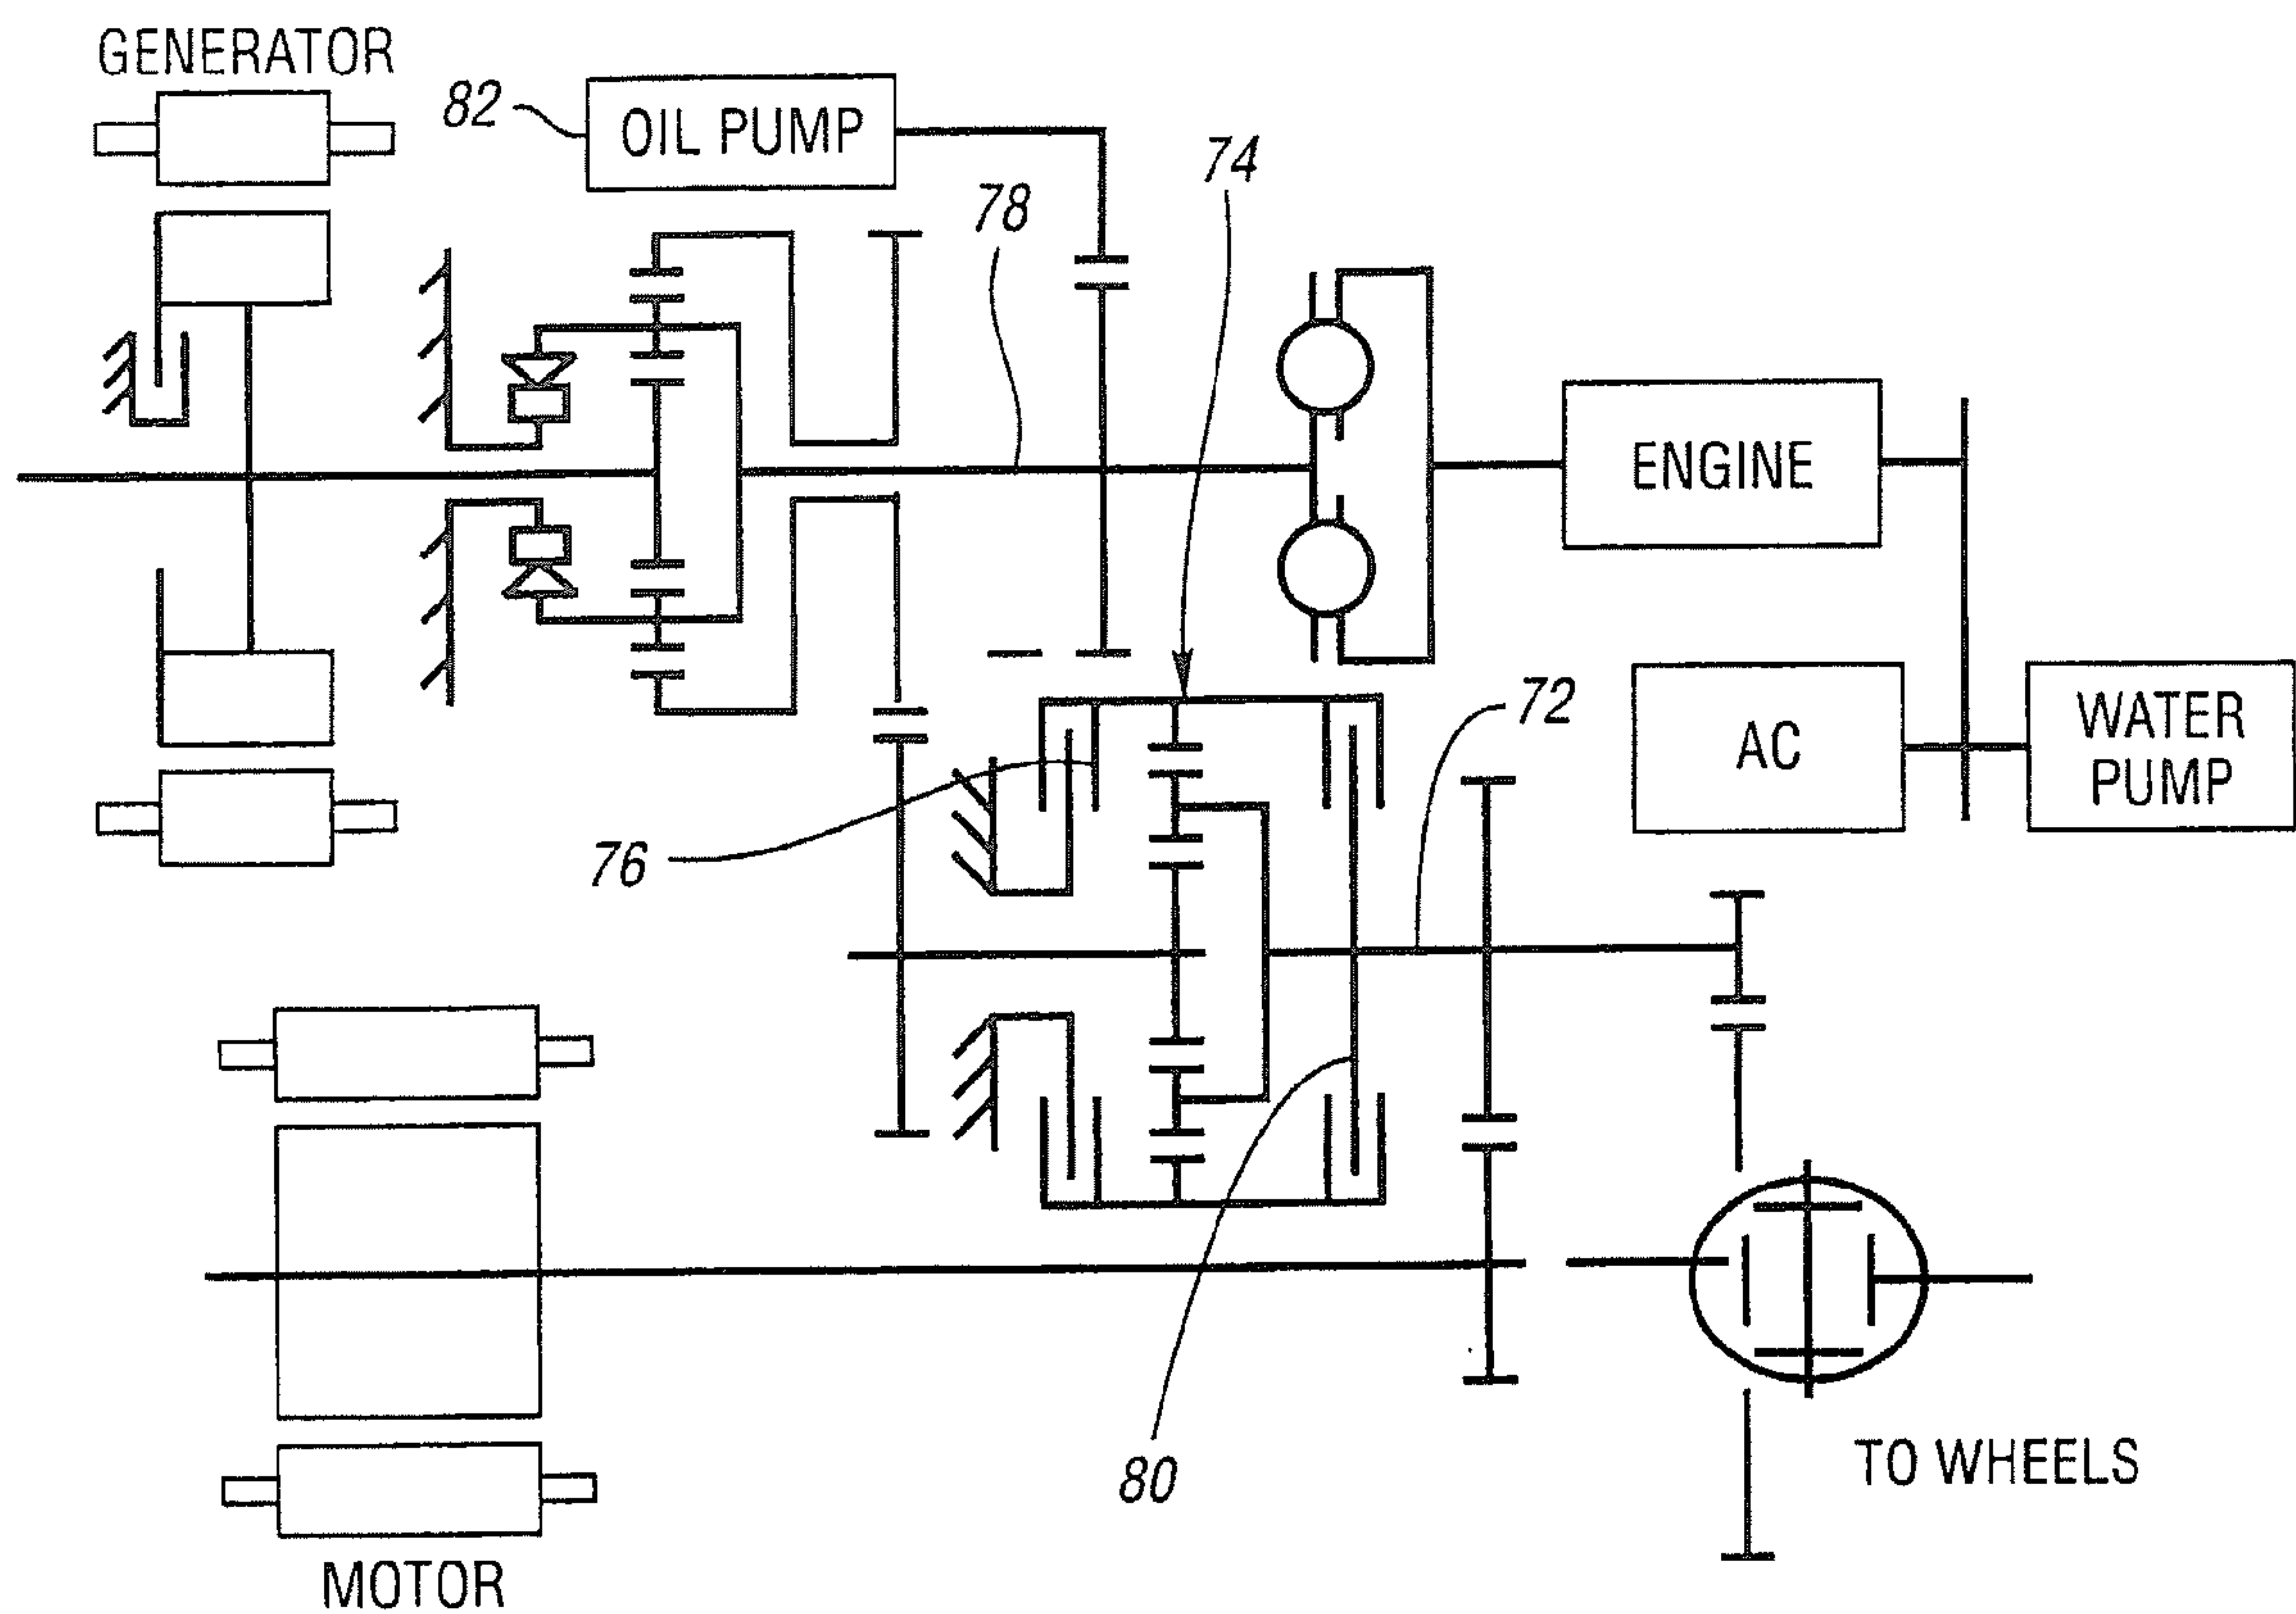 GENERATOR
82
OIL PUMP
74
78
ENGINE
72
AC
WATER
PUMP
76
80
TO WHEELS
MOTOR